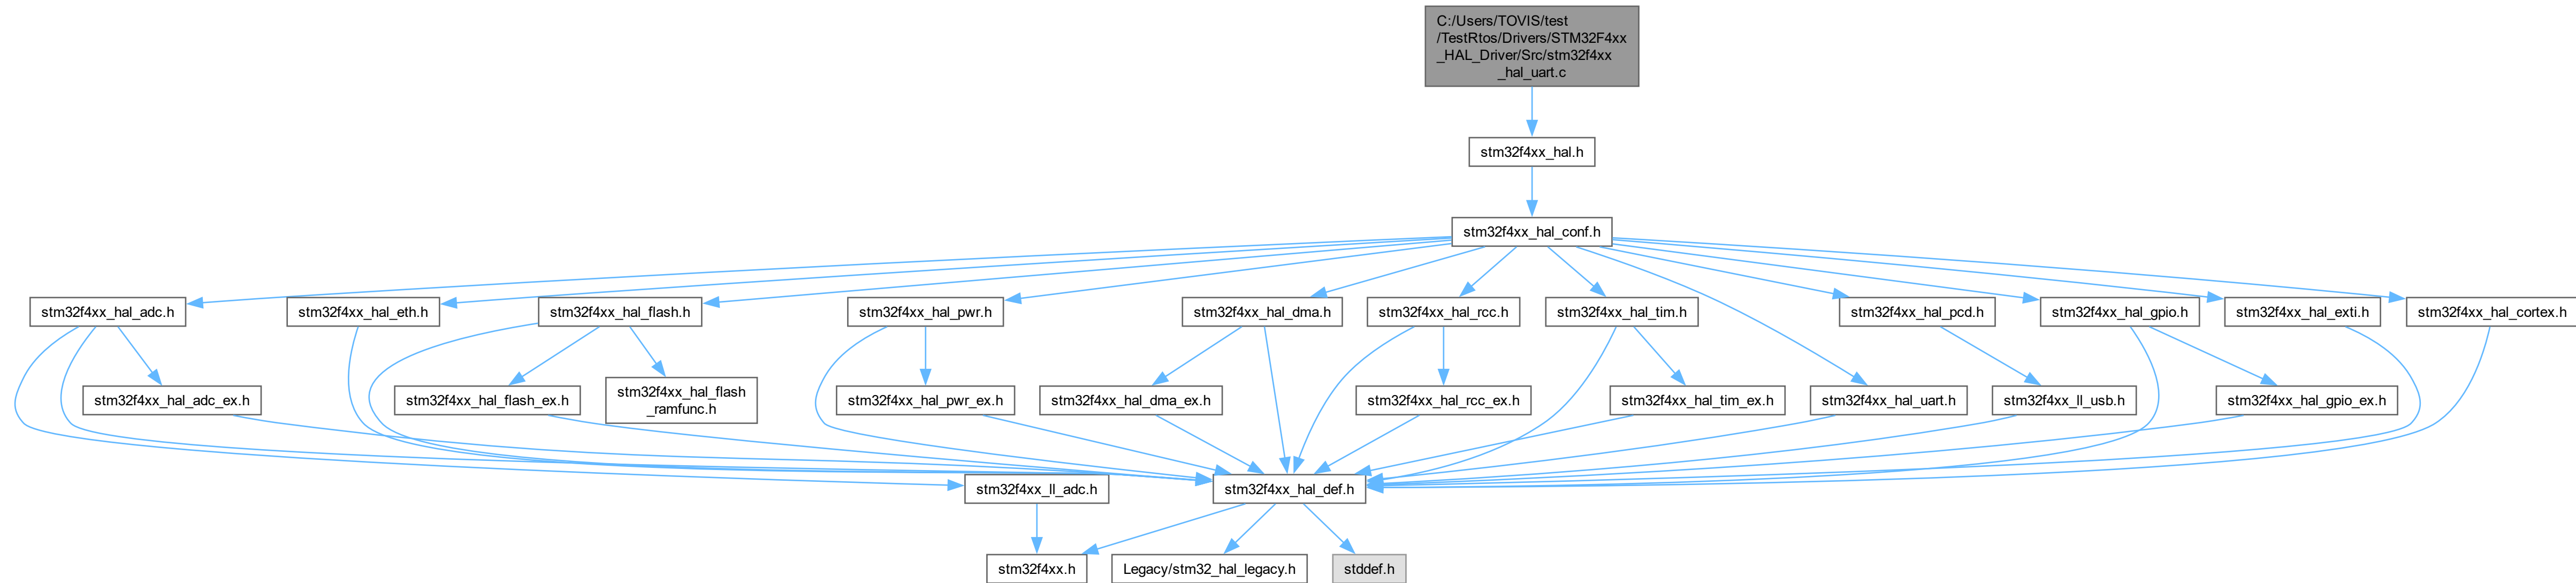 C:/Users/TOVIS/test
/TestRtos/Drivers/STM32F4xx
_HAL_Driver/Src/stm32f4xx
_hal_uart.c
stm32f4xx_hal.h
stm32f4xx_hal_conf.h
stm32f4xx_hal_adc.h
stm32f4xx_hal_eth.h
stm32f4xx_hal_flash.h
stm32f4xx_hal_pwr.h
stm32f4xx_hal_dma.h
stm32f4xx_hal_rcc.h
stm32f4xx_hal_tim.h
stm32f4xx_hal_pcd.h
stm32f4xx_hal_gpio.h
stm32f4xx_hal_exti.h
stm32f4xx_hal_cortex.h
stm32f4xx_hal_adc_ex.h
stm32f4xx_hal_flash_ex.h
stm32f4xx_hal_flash
_ramfunc.h
stm32f4xx_hal_pwr_ex.h
stm32f4xx_hal_dma_ex.h
stm32f4xx_hal_rcc_ex.h
stm32f4xx_hal_tim_ex.h
stm32f4xx_hal_uart.h
stm32f4xx_ll_usb.h
stm32f4xx_hal_gpio_ex.h
stm32f4xx_ll_adc.h
stm32f4xx_hal_def.h
stm32f4xx.h
Legacy/stm32_hal_legacy.h
stddef.h